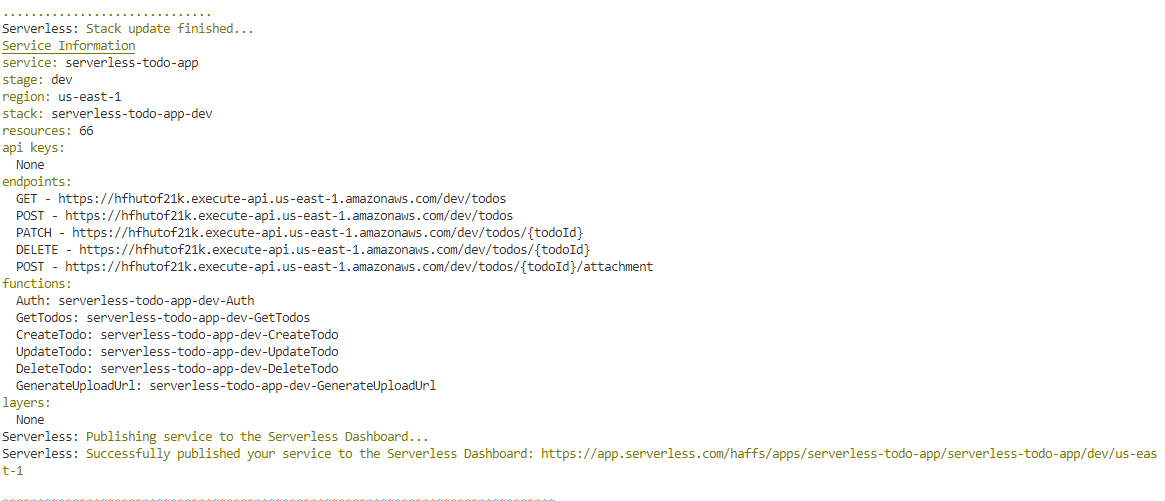 ..............................
Serverless: Stack update finished...
Service Information
service: serverless-todo-app
stage: dev
region: us-east-1
stack: serverless-todo-app-dev
resources: 66
api keys:
  None
endpoints:
  GET - https://hfhutof21k.execute-api.us-east-1.amazonaws.com/dev/todos
  POST - https://hfhutof21k.execute-api.us-east-1.amazonaws.com/dev/todos
  PATCH - https://hfhutof21k.execute-api.us-east-1.amazonaws.com/dev/todos/{todoId}
  DELETE - https://hfhutof21k.execute-api.us-east-1.amazonaws.com/dev/todos/{todoId}
  POST - https://hfhutof21k.execute-api.us-east-1.amazonaws.com/dev/todos/{todoId}/attachment
functions:
  Auth: serverless-todo-app-dev-Auth
  GetTodos: serverless-todo-app-dev-GetTodos
  CreateTodo: serverless-todo-app-dev-CreateTodo
  UpdateTodo: serverless-todo-app-dev-UpdateTodo
  DeleteTodo: serverless-todo-app-dev-DeleteTodo
  GenerateUploadUrl: serverless-todo-app-dev-GenerateUploadUrl
layers:
  None
Serverless: Publishing service to the Serverless Dashboard...
Serverless: Successfully published your service to the Serverless Dashboard: https://app.serverless.com/haffs/apps/serverless-todo-app/serverless-todo-app/dev/us-eas
t-1
*******************************************************************************